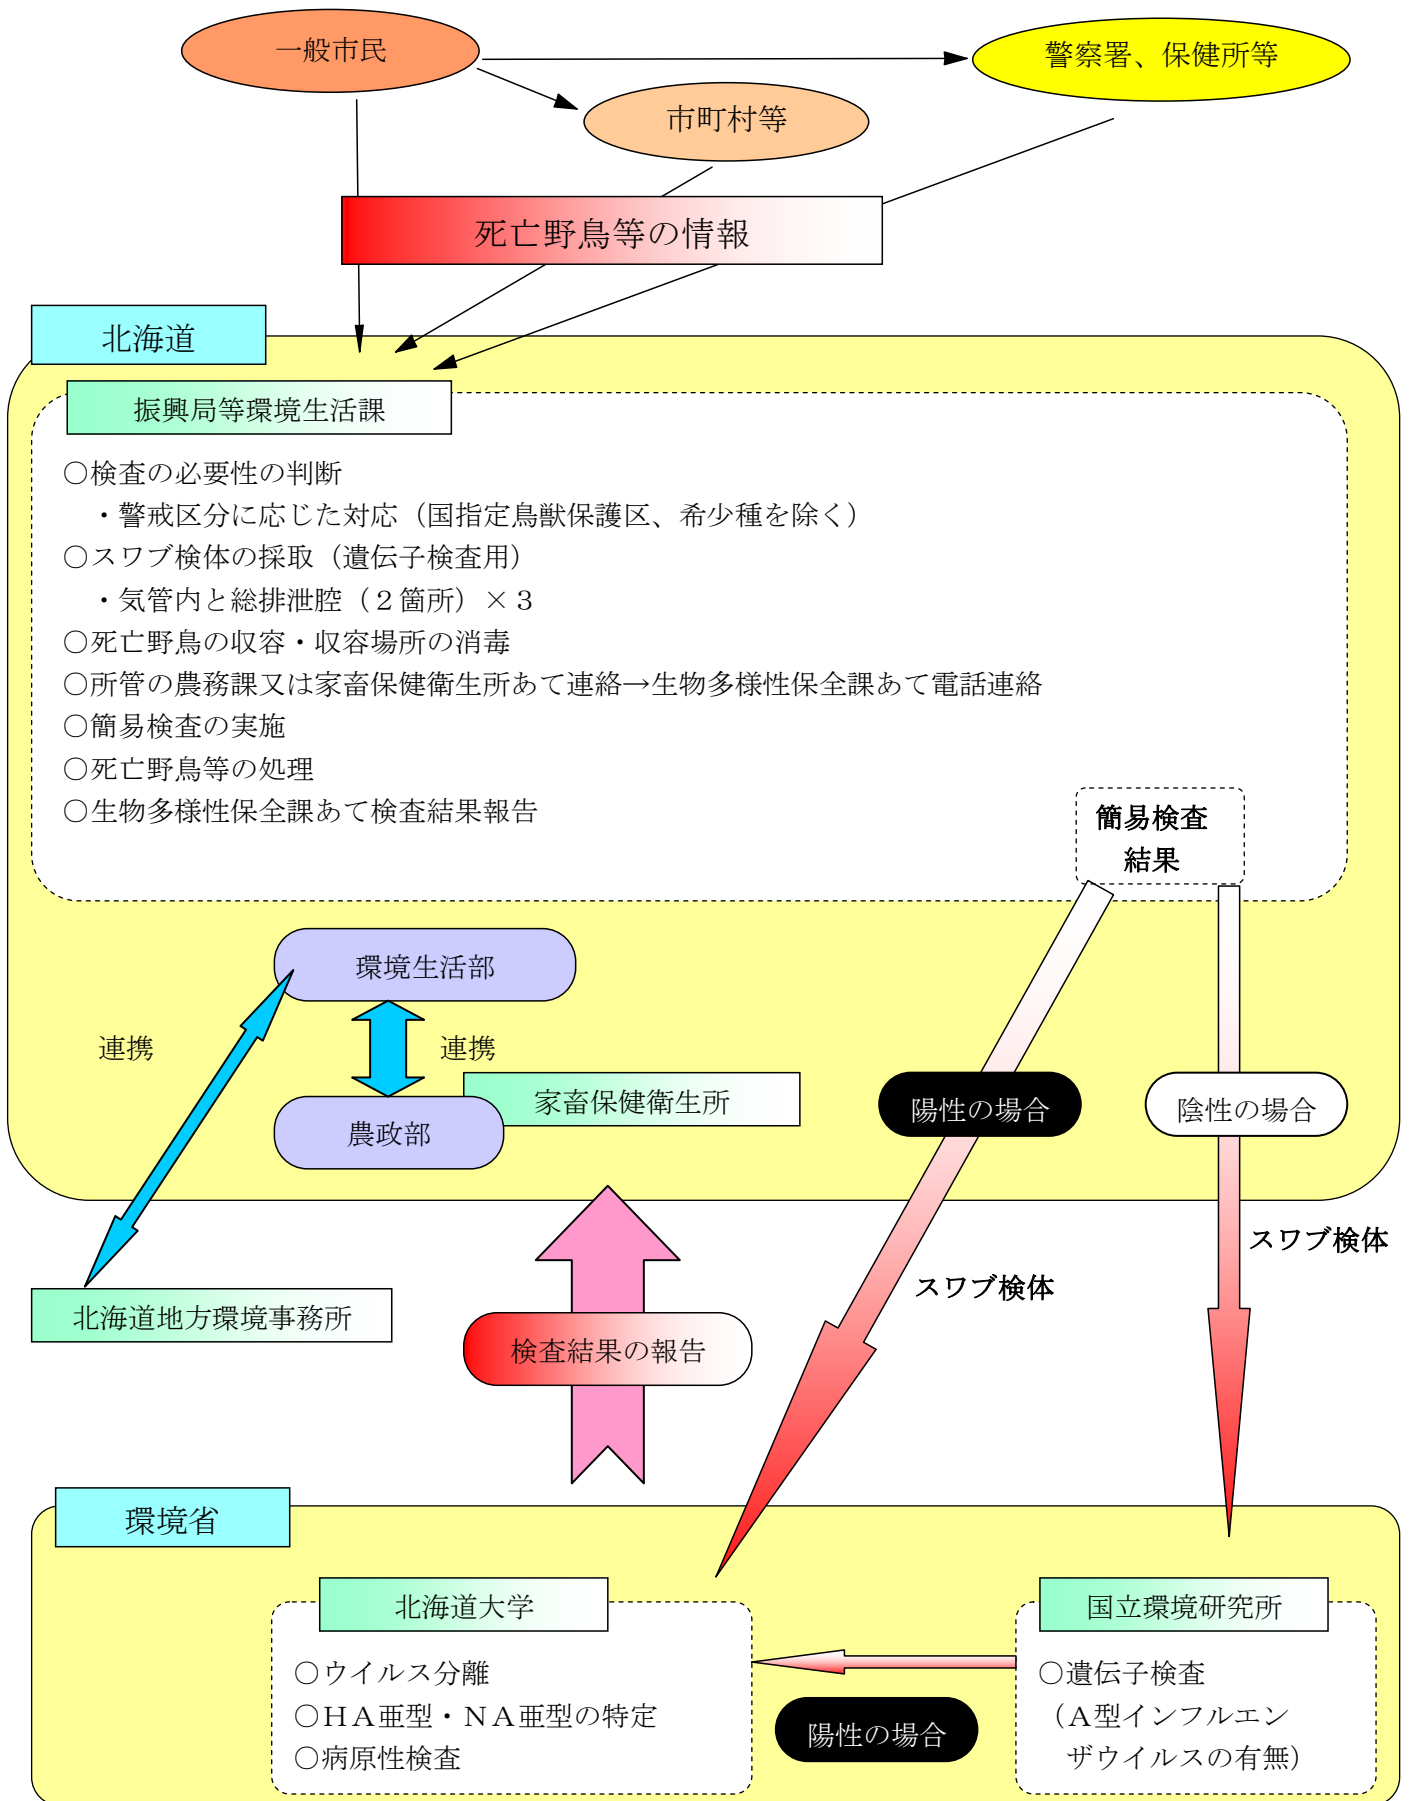 一般市民
警察署、保健所等
市町村等
死亡野鳥等の情報
北海道
振興局等環境生活課
○検査の必要性の判断
・警戒区分に応じた対応（国指定鳥獣保護区、希少種を除く）
○スワブ検体の採取（遺伝子検査用）
・気管内と総排泄腔（２箇所）×３
○死亡野鳥の収容・収容場所の消毒
○所管の農務課又は家畜保健衛生所あて連絡→生物多様性保全課あて電話連絡
○簡易検査の実施
○死亡野鳥等の処理
○生物多様性保全課あて検査結果報告
簡易検査
結果
環境生活部
連携
連携
家畜保健衛生所
農政部
陽性の場合
陰性の場合
スワブ検体
スワブ検体
北海道地方環境事務所
検査結果の報告
環境省
北海道大学
○ウイルス分離
○ＨＡ亜型・ＮＡ亜型の特定
○病原性検査
陽性の場合
国立環境研究所
○遺伝子検査
（Ａ型インフルエン
ザウイルスの有無）